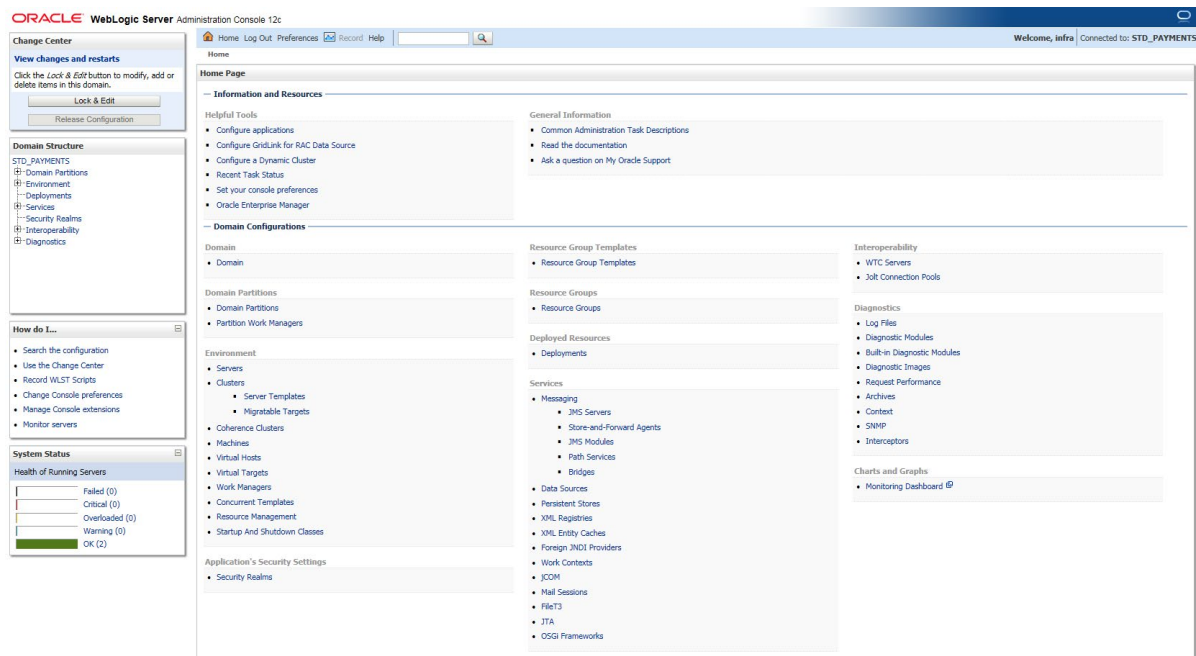 ORACLE WebLogic Server Administration Console 12c
Change Center
View changes and restarts
Click the Lock & Edit button to modify, add or
delete items in this domain.
Lock & Edit
Release Configuration
Domain Structure
STD_PAYMENTS
Domain Partitions
Environment
Deployments
Services
Security Realms
Interoperability
Diagnostics
How do I...
Search the configuration
Use the Change Center
Record WLST Scripts
Change Console preferences
Manage Console extensions
Monitor servers
System Status
Health of Running Servers
Failed (0)
Critical (0)
Overloaded (0)
Warning (0)
OK (2)
Home Log Out Preferences Record Help
Welcome, infra Connected to: STD_PAYMENTS
Home
Home Page
Information and Resources
Helpful Tools
Configure applications
Configure GridLink for RAC Data Source
Configure a Dynamic Cluster
Recent Task Status
Set your console preferences
Oracle Enterprise Manager
General Information
Common Administration Task Descriptions
Read the documentation
Ask a question on My Oracle Support
Domain Configurations
Domain
Domain
Domain Partitions
Domain Partitions
Partition Work Managers
Environment
Servers
Clusters
Server Templates
Migratable Targets
Coherence Clusters
Machines
Virtual Hosts
Virtual Targets
Work Managers
Concurrent Templates
Resource Management
Startup And Shutdown Classes
Application's Security Settings
Security Realms
Resource Group Templates
Resource Group Templates
Resource Groups
Resource Groups
Deployed Resources
Deployments
Services
Messaging
JMS Servers
Store-and-Forward Agents
JMS Modules
Path Services
Bridges
Data Sources
Persistent Stores
XML Registries
XML Entity Caches
Foreign JNDI Providers
Work Contexts
jCOM
Mail Sessions
FileT3
JTA
OSGi Frameworks
Interoperability
WTC Servers
Jolt Connection Pools
Diagnostics
Log Files
Diagnostic Modules
Built-in Diagnostic Modules
Diagnostic Images
Request Performance
Archives
Context
SNMP
Interceptors
Charts and Graphs
Monitoring Dashboard